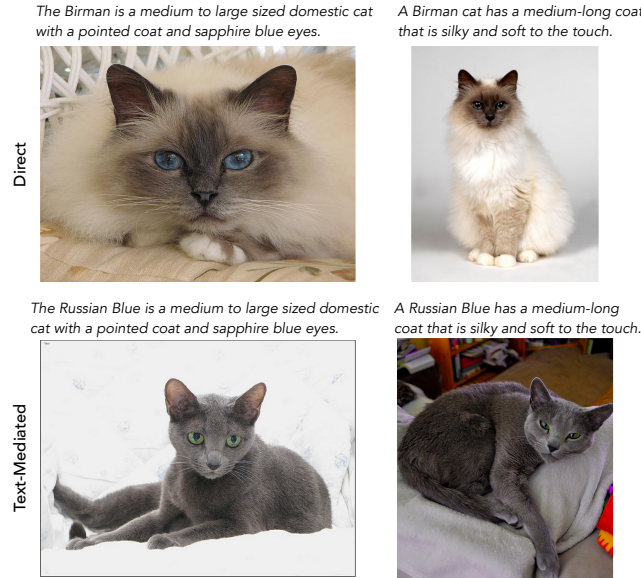 The Birman is a medium to large sized domestic cat
with a pointed coat and sapphire blue eyes.
A Birman cat has a medium-long coat
that is silky and soft to the touch.
Direct
The Russian Blue is a medium to large sized domestic
cat with a pointed coat and sapphire blue eyes.
A Russian Blue has a medium-long
coat that is silky and soft to the touch.
Text-Mediated